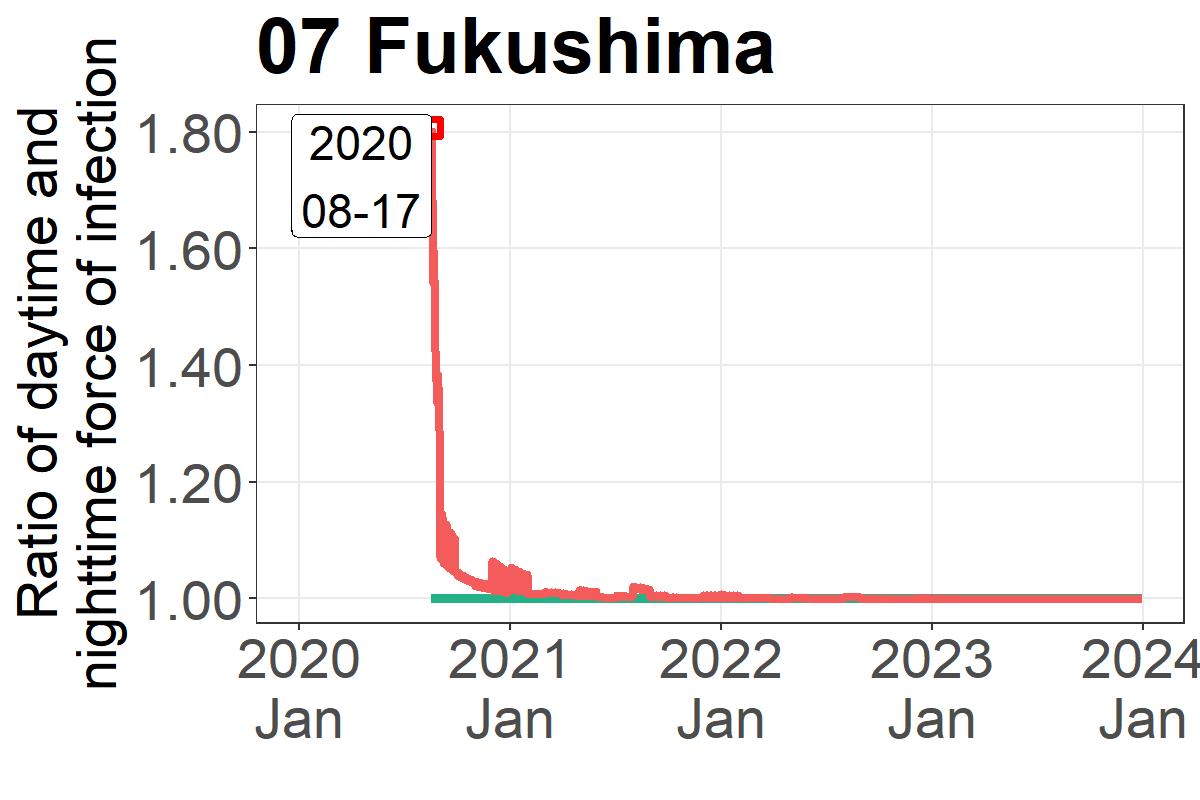 07 Fukushima
Ratio of daytime and
nighttime force of infection
1.80
1.60
1.40
1.20
1.00
2020
08-17
2020
Jan
2021
Jan
2022
Jan
2023
Jan
2024
Jan